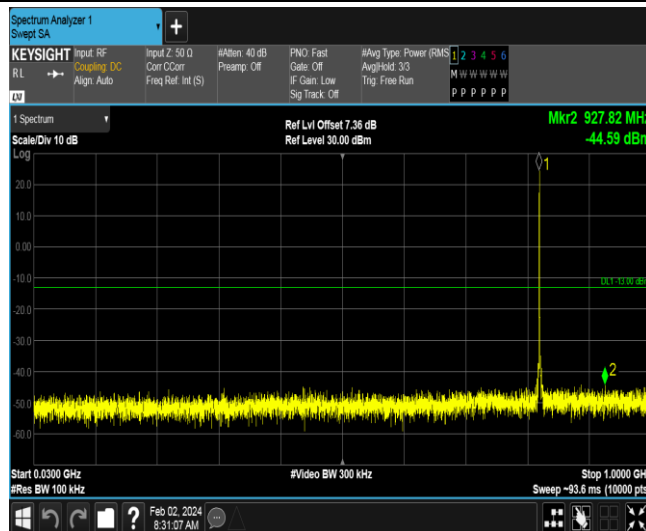 Spectrum Analyzer 1
Swept SA
+
KEYSIGHT Input: RF Input Z: 50 Ω #Atten: 40 dB PNO: Fast #Avg Type: Power (RMS 1 2 3 4 5 6
RL Coupling: DC Corr CCorr Preamp: Off Gate: Off Avg|Hold: 3/3 M W W W W W
Align: Auto Freq Ref: Int (S) IF Gain: Low Trig: Free Run
Sig Track: Off P P P P P P
LXI
1 Spectrum Ref Lvl Offset 7.36 dB Mkr2 927.82 MHz
Scale/Div 10 dB Ref Level 30.00 dBm -44.59 dBm
Log
1
20.0
10.0
0.00
-10.0
DL1 -13.00 dBm
-20.0
-30.0
-40.0
2
-50.0
-60.0
Start 0.0300 GHz #Video BW 300 kHz Stop 1.0000 GH
#Res BW 100 kHz Sweep ~93.6 ms (10000 pts
? Feb 02, 2024
8:31:07 AM